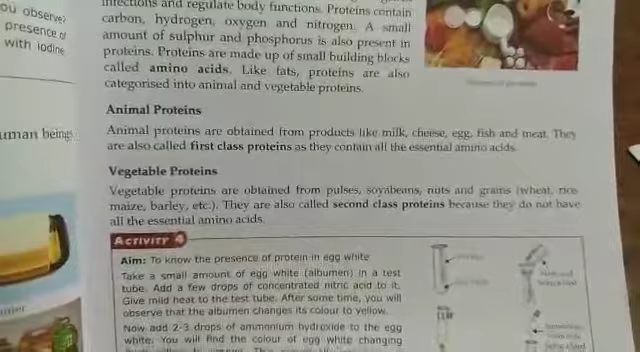 ou observe?
presence of
with iodine
uman beings
infections and regulate body functions. Proteins contain
carbon, hydrogen, oxygen and nitrogen. A small
amount of sulphur and phosphorus is also present in
proteins. Proteins are made up of small building blocks
called amino acids. Like fats, proteins are also
categorised into animal and vegetable proteins.
Animal Proteins
Animal proteins are obtained from products like milk, cheese, egg, fish and meat. They
are also called first class proteins as they contain all the essential amino acids.
Vegetable Proteins
Vegetable proteins are obtained from pulses, soyabeans, nuts and grains (wheat, rice
maize, barley, etc.). They are also called second class proteins because they do not have
all the essential amino acids.
ACTIVITY 4
Aim: To know the presence of protein in egg white
Take a small amount of egg white (albumen) in a test
tube. Add a few drops of concentrated nitric acid to it.
Give mild heat to the test tube. After some time, you will
observe that the albumen changes its colour to yellow.
Now add 2-3 drops of ammonium hydroxide to the egg
white. You will find the colour of egg white changing